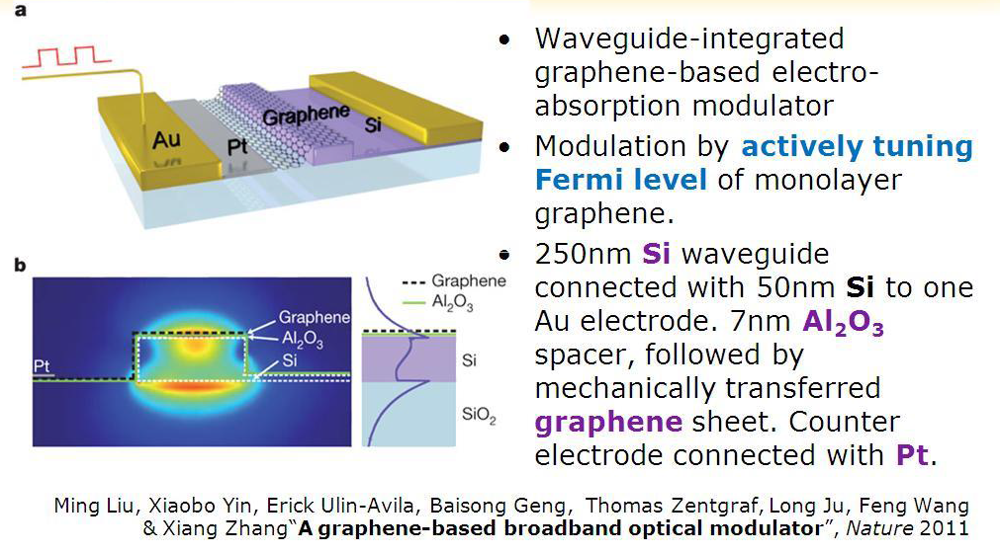 a
Au
Pt
Graphene
Si
b
Graphene
Al₂O₃
Si
Pt
Graphene
Al₂O₃
Si
SiO₂
• Waveguide-integrated
graphene-based electro-
absorption modulator
• Modulation by actively tuning
Fermi level of monolayer
graphene.
• 250nm Si waveguide
connected with 50nm Si to one
Au electrode. 7nm Al₂O₃
spacer, followed by
mechanically transferred
graphene sheet. Counter
electrode connected with Pt.
Ming Liu, Xiaobo Yin, Erick Ulin-Avila, Baisong Geng, Thomas Zentgraf, Long Ju, Feng Wang
& Xiang Zhang“A graphene-based broadband optical modulator”, Nature 2011